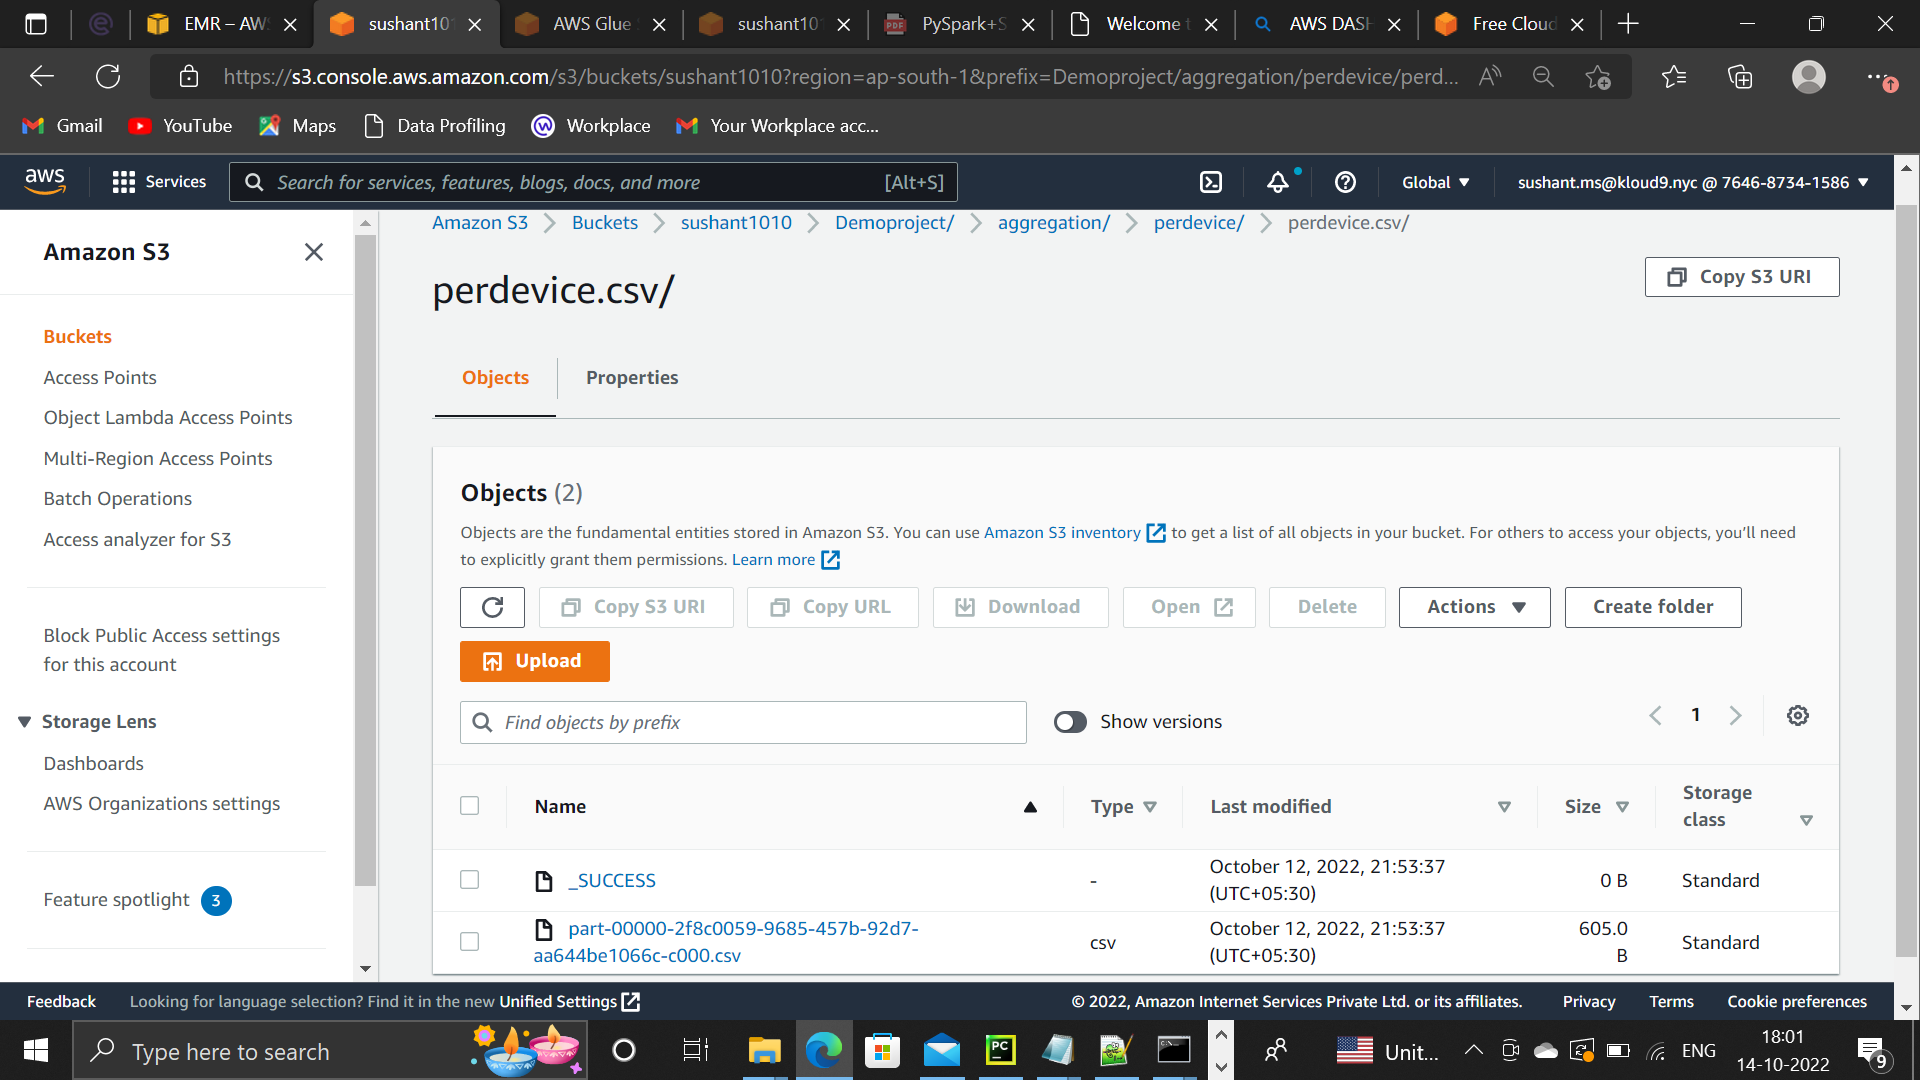 EMR – AW
sushant10
AWS Glue
sushant10
PDF
PySpark+S
Welcome t
AWS DASH
Free Cloud
https://s3.console.aws.amazon.com/s3/buckets/sushant1010?region=ap-south-1&prefix=Demoproject/aggregation/perdevice/perd...
Gmail
YouTube
Maps
Data Profiling
Workplace
Your Workplace acc...
aws
Services
Search for services, features, blogs, docs, and more
[Alt+S]
Global
sushant.ms@kloud9.nyc @ 7646-8734-1586
Amazon S3
Buckets
Access Points
Object Lambda Access Points
Multi-Region Access Points
Batch Operations
Access analyzer for S3
Block Public Access settings
for this account
Storage Lens
Dashboards
AWS Organizations settings
Feature spotlight 3
Amazon S3 > Buckets > sushant1010 > Demoproject/ > aggregation/ > perdevice/ > perdevice.csv/
perdevice.csv/
Copy S3 URI
Objects
Properties
Objects (2)
Objects are the fundamental entities stored in Amazon S3. You can use Amazon S3 inventory to get a list of all objects in your bucket. For others to access your objects, you’ll need
to explicitly grant them permissions. Learn more
Copy S3 URI
Copy URL
Download
Open
Delete
Actions
Create folder
Upload
Find objects by prefix
Show versions
1
Name
Type
Last modified
Size
Storage
class
_SUCCESS
-
October 12, 2022, 21:53:37
(UTC+05:30)
0 B
Standard
part-00000-2f8c0059-9685-457b-92d7-
aa644be1066c-c000.csv
csv
October 12, 2022, 21:53:37
(UTC+05:30)
605.0
B
Standard
Feedback
Looking for language selection? Find it in the new Unified Settings
© 2022, Amazon Internet Services Private Ltd. or its affiliates.
Privacy
Terms
Cookie preferences
Type here to search
PC
Unit...
ENG
18:01
14-10-2022
9